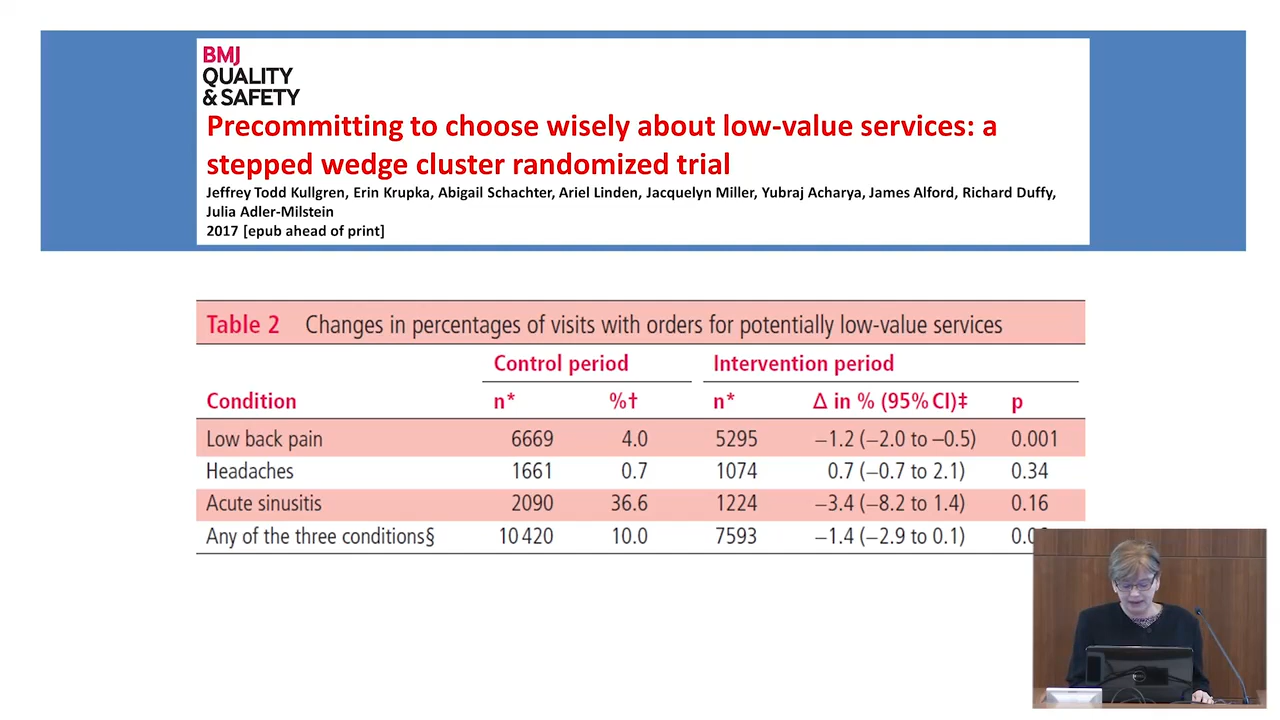 BMJ
QUALITY
& SAFETY
Precommitting to choose wisely about low-value services: a
stepped wedge cluster randomized trial
Jeffrey Todd Kullgren, Erin Krupka, Abigail Schachter, Ariel Linden, Jacquelyn Miller, Yubraj Acharya, James Alford, Richard Duffy,
Julia Adler-Milstein
2017 [epub ahead of print]
Table 2 Changes in percentages of visits with orders for potentially low-value services
Control period Intervention period
Condition n* %† n* Δ in % (95% CI)‡ p
Low back pain 6669 4.0 5295 −1.2 (−2.0 to −0.5) 0.001
Headaches 1661 0.7 1074 0.7 (−0.7 to 2.1) 0.34
Acute sinusitis 2090 36.6 1224 −3.4 (−8.2 to 1.4) 0.16
Any of the three conditions§ 10 420 10.0 7593 −1.4 (−2.9 to 0.1)